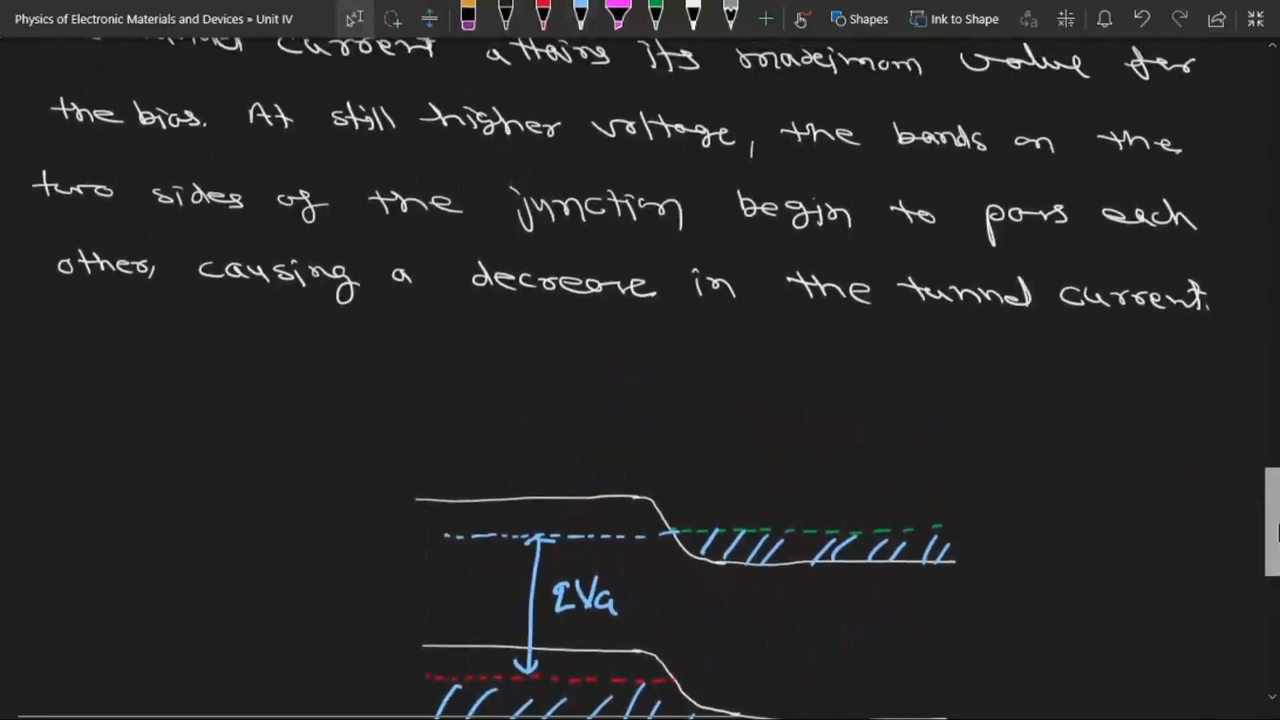 Physics of Electronic Materials and Devices » Unit IV
Shapes
Ink to Shape
current attains its maximum value for
the bias. At still higher voltage, the bands on the
two sides of the junction begin to pass each
other, causing a decrease in the tunnel current.
qVa